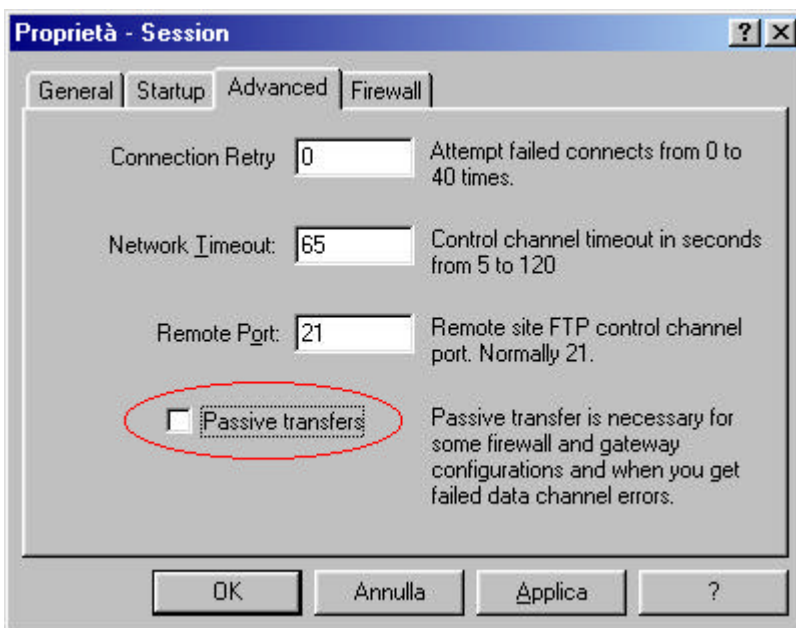 Proprietà - Session
General Startup Advanced Firewall
Connection Retry 0 Attempt failed connects from 0 to
40 times.
Network Timeout: 65 Control channel timeout in seconds
from 5 to 120
Remote Port: 21 Remote site FTP control channel
port. Normally 21.
Passive transfers Passive transfer is necessary for
some firewall and gateway
configurations and when you get
failed data channel errors.
OK Annulla Applica ?